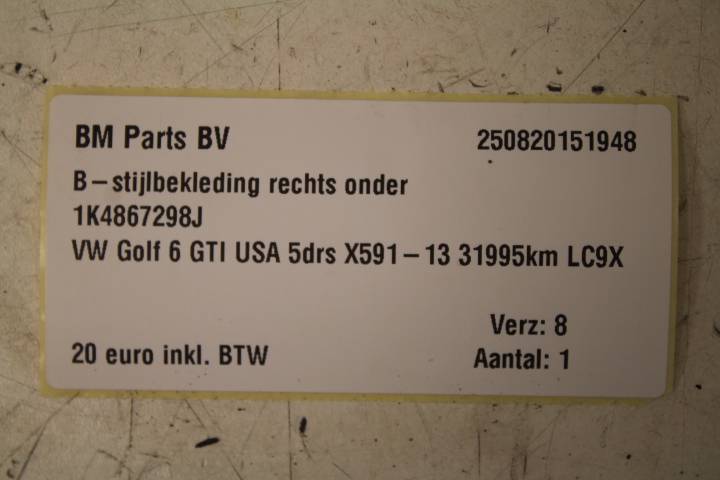 BM Parts BV 250820151948
B-stijlbekleding rechts onder
1K4867298J
VW Golf 6 GTI USA 5drs X591-13 31995km LC9X
Verz: 8
20 euro inkl. BTW Aantal: 1